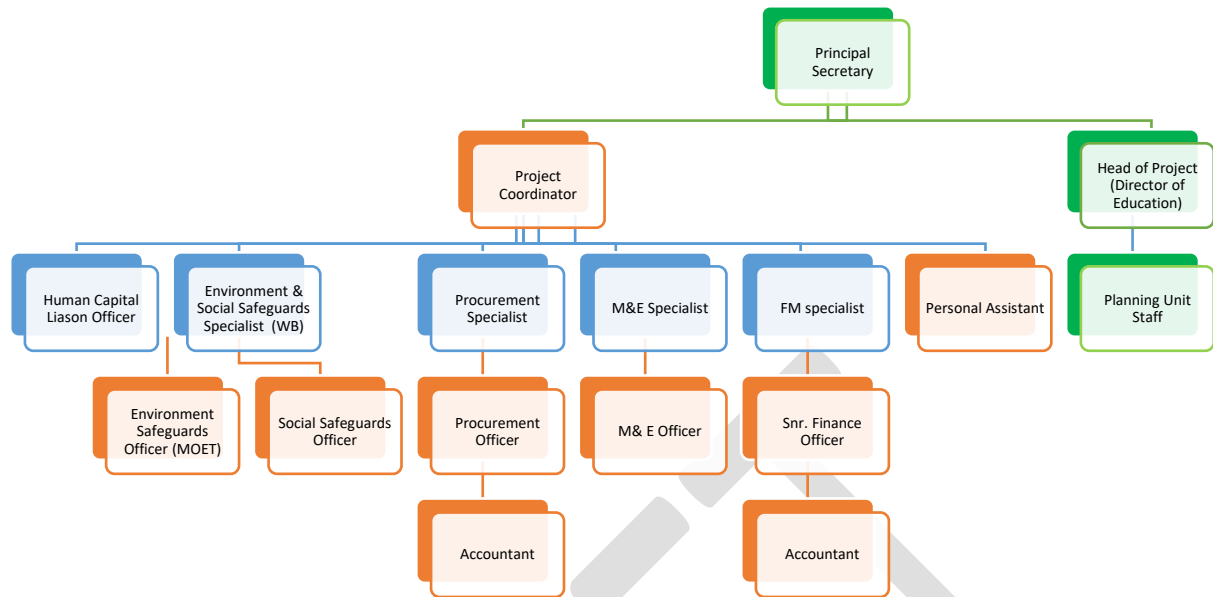 Principal
Secretary
Project
Coordinator
Head of Project
(Director of
Education)
Human Capital
Liason Officer
Environment &
Social Safeguards
Specialist (WB)
Procurement
Specialist
M&E Specialist
FM specialist
Personal Assistant
Planning Unit
Staff
Environment
Safeguards
Officer (MOET)
Social Safeguards
Officer
Procurement
Officer
M& E Officer
Snr. Finance
Officer
Accountant
Accountant